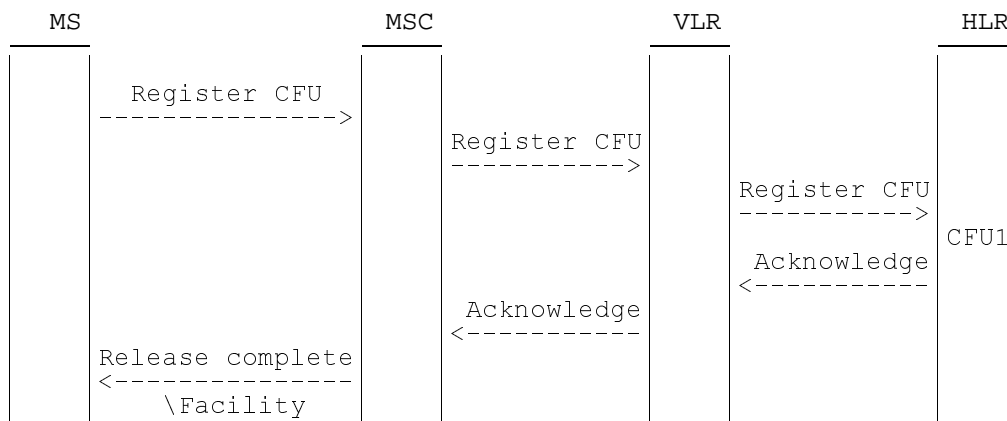 MS MSC VLR HLR
Register CFU
--------------->
Register CFU
----------->
Register CFU
----------->
CFU1
Acknowledge
<-----------
Acknowledge
<-----------
Release complete
<---------------
\Facility